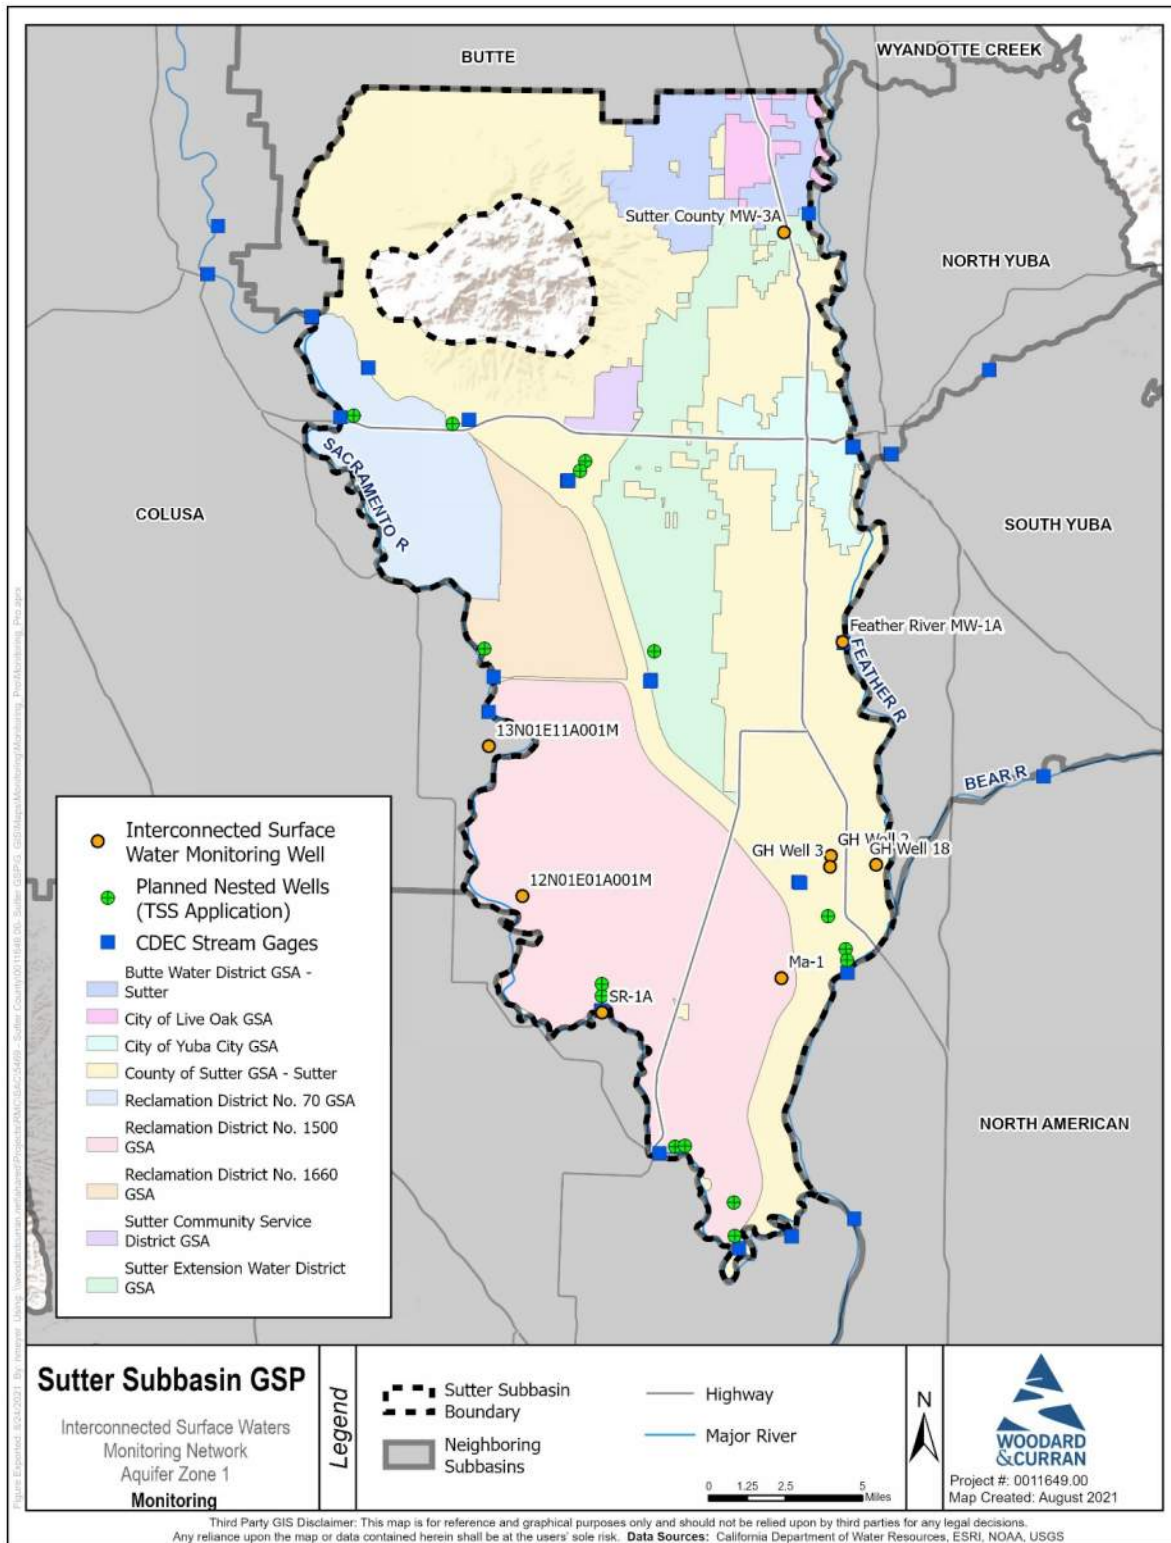 BUTTE
WYANDOTTE CREEK
Sutter County MW-3A
NORTH YUBA
COLUSA
SACRAMENTO R
SOUTH YUBA
Feather River MW-1A
FEATHER R
13N01E11A001M
BEAR R
GH Well 2
GH Well 3
GH Well 18
12N01E01A001M
Ma-1
SR-1A
NORTH AMERICAN
Interconnected Surface
Water Monitoring Well
Planned Nested Wells
(TSS Application)
CDEC Stream Gages
Butte Water District GSA -
Sutter
City of Live Oak GSA
City of Yuba City GSA
County of Sutter GSA - Sutter
Reclamation District No. 70 GSA
Reclamation District No. 1500
GSA
Reclamation District No. 1660
GSA
Sutter Community Service
District GSA
Sutter Extension Water District
GSA
Sutter Subbasin GSP
Interconnected Surface Waters
Monitoring Network
Aquifer Zone 1
Monitoring
Legend
Sutter Subbasin
Boundary
Neighboring
Subbasins
Highway
Major River
0 1.25 2.5 5
Miles
N
WOODARD
&CURRAN
Project #: 0011649.00
Map Created: August 2021
Third Party GIS Disclaimer: This map is for reference and graphical purposes only and should not be relied upon by third parties for any legal decisions.
Any reliance upon the map or data contained herein shall be at the users' sole risk. Data Sources: California Department of Water Resources, ESRI, NOAA, USGS